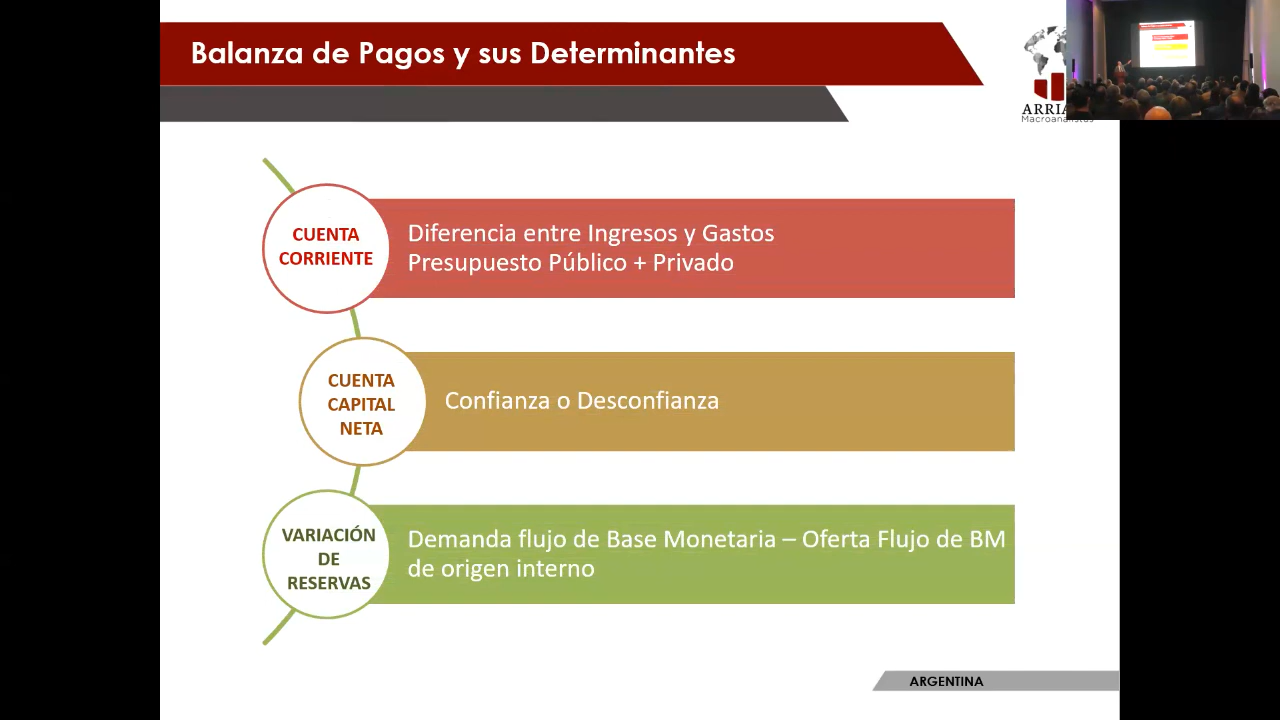 Balanza de Pagos y sus Determinantes
ARRIA
Macroanalistas
CUENTA
CORRIENTE
Diferencia entre Ingresos y Gastos
Presupuesto Público + Privado
CUENTA
CAPITAL
NETA
Confianza o Desconfianza
VARIACIÓN
DE
RESERVAS
Demanda flujo de Base Monetaria – Oferta Flujo de BM
de origen interno
ARGENTINA